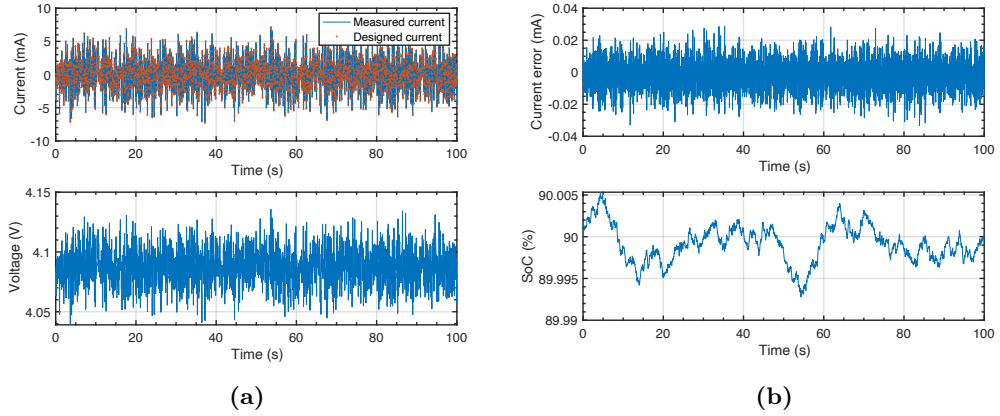 Measured current
Designed current
Current (mA)
10
5
0
-5
-10
0 20 40 60 80 100
Time (s)
Voltage (V)
4.15
4.1
4.05
0 20 40 60 80 100
Time (s)
(a)
Current error (mA)
0.04
0.02
0
-0.02
-0.04
0 20 40 60 80 100
Time (s)
SoC (%)
90.005
90
89.995
89.99
0 20 40 60 80 100
Time (s)
(b)